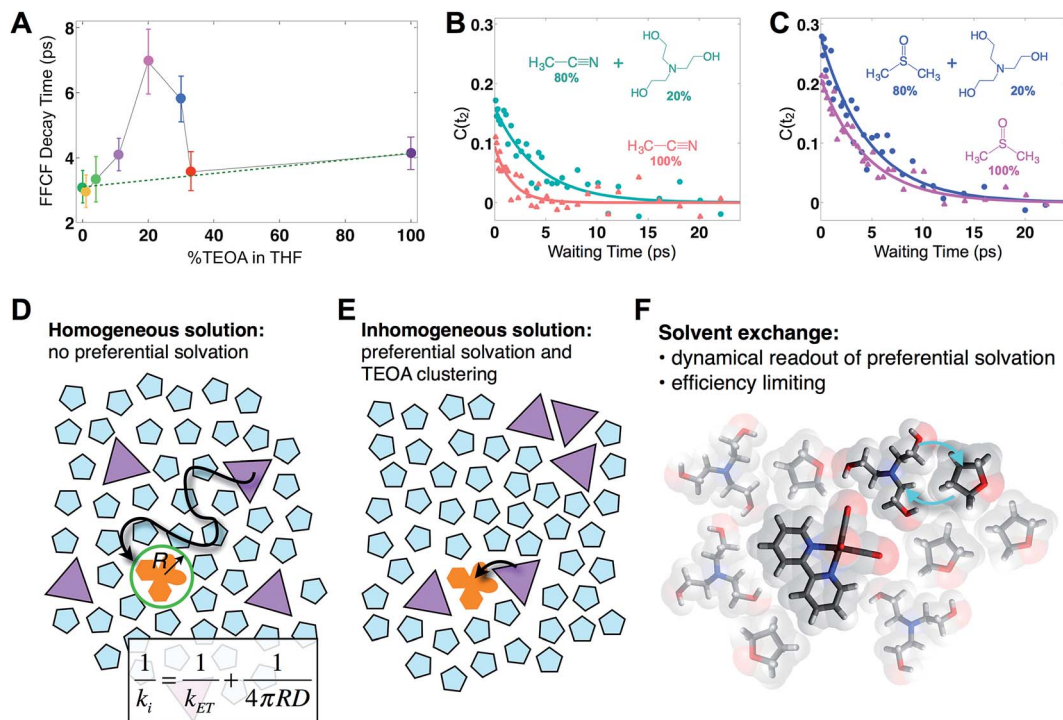 A
FFCF Decay Time (ps)
8
6
4
2
0
20
40
60
80
100
%TEOA in THF
B
C(t₂)
0.3
0.2
0.1
0
0
5
10
15
20
Waiting Time (ps)
H₃C—C≡N
80%
+
HO
OH
N
HO
20%
H₃C—C≡N
100%
C
C(t₂)
0.3
0.2
0.1
0
0
5
10
15
20
Waiting Time (ps)
O
S
H₃C
CH₃
80%
+
HO
OH
N
HO
20%
O
S
H₃C
CH₃
100%
D
Homogeneous solution:
no preferential solvation
R
1/kᵢ = 1/k_ET + 1/4πRD
E
Inhomogeneous solution:
preferential solvation and
TEOA clustering
F
Solvent exchange:
• dynamical readout of preferential solvation
• efficiency limiting